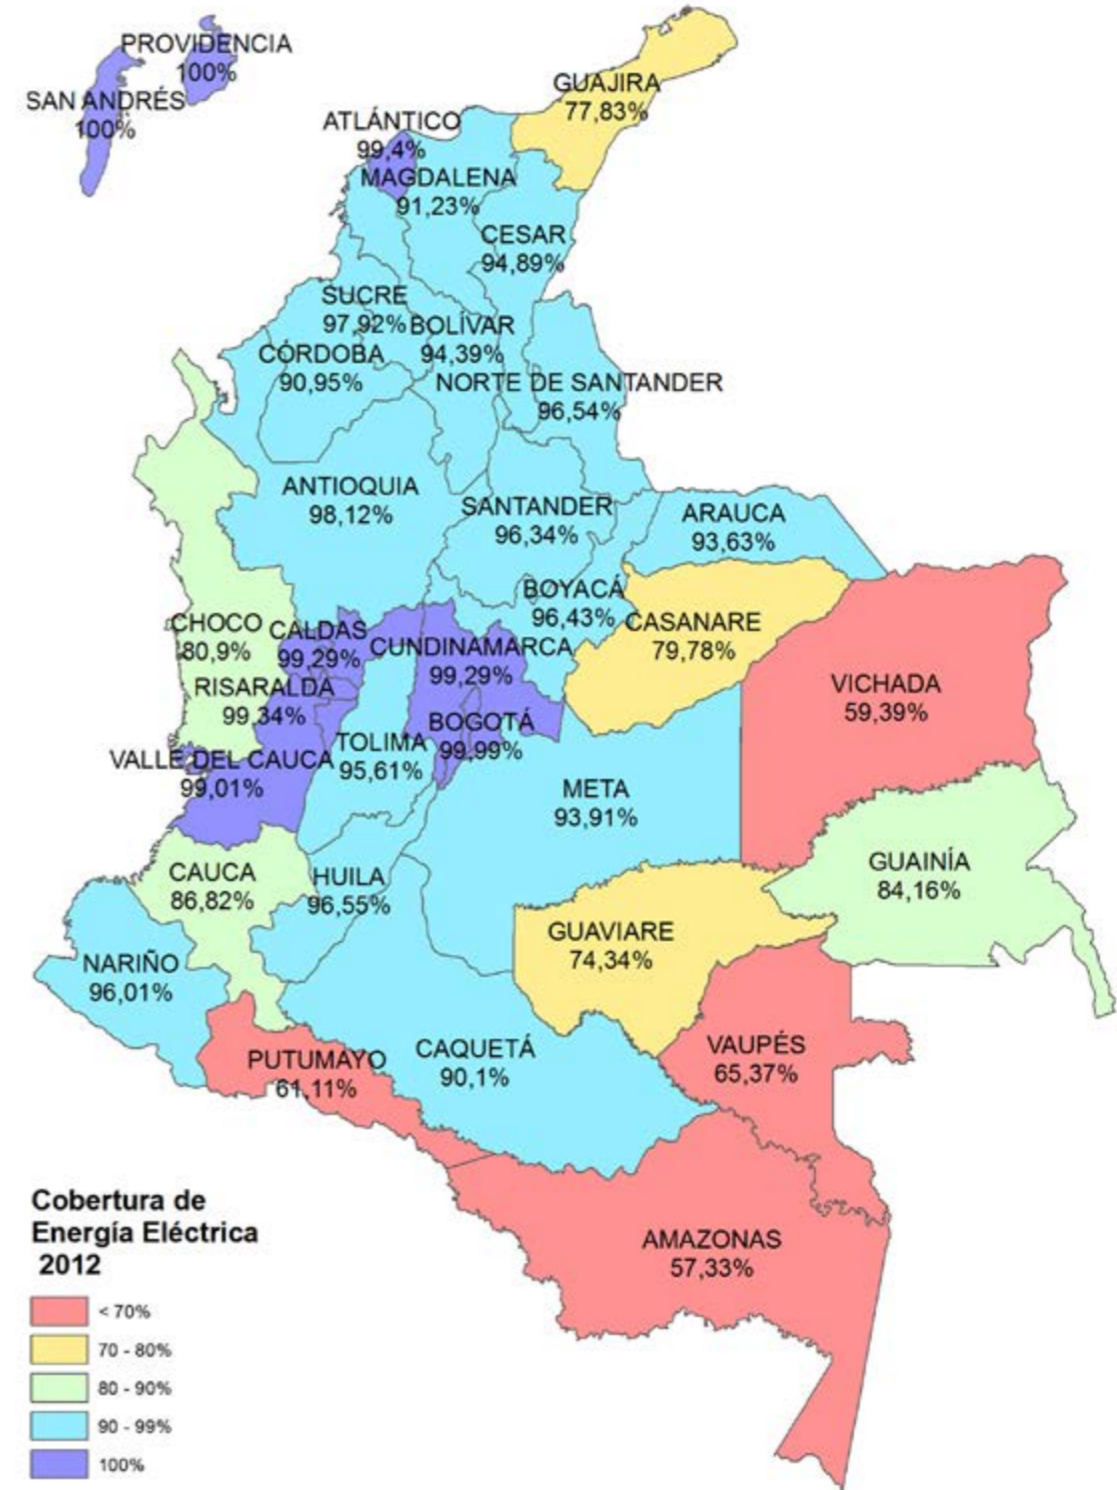 PROVIDENCIA
100%
SAN ANDRÉS
100%
GUAJIRA
77,83%
ATLÁNTICO
99,4%
MAGDALENA
91,23%
CESAR
94,89%
SUCRE
97,92%
BOLÍVAR
94,39%
CÓRDOBA
90,95%
NORTE DE SANTANDER
96,54%
ANTIOQUIA
98,12%
SANTANDER
96,34%
ARAUCA
93,63%
BOYACÁ
96,43%
CHOCO
80,9%
CALDAS
99,29%
CUNDINAMARCA
99,29%
CASANARE
79,78%
RISARALDA
99,34%
VICHADA
59,39%
BOGOTÁ
99,99%
TOLIMA
95,61%
VALLE DEL CAUCA
99,01%
META
93,91%
CAUCA
86,82%
HUILA
96,55%
GUAINÍA
84,16%
GUAVIARE
74,34%
NARIÑO
96,01%
PUTUMAYO
61,11%
CAQUETÁ
90,1%
VAUPÉS
65,37%
AMAZONAS
57,33%
Cobertura de
Energía Eléctrica
2012
< 70%
70 - 80%
80 - 90%
90 - 99%
100%